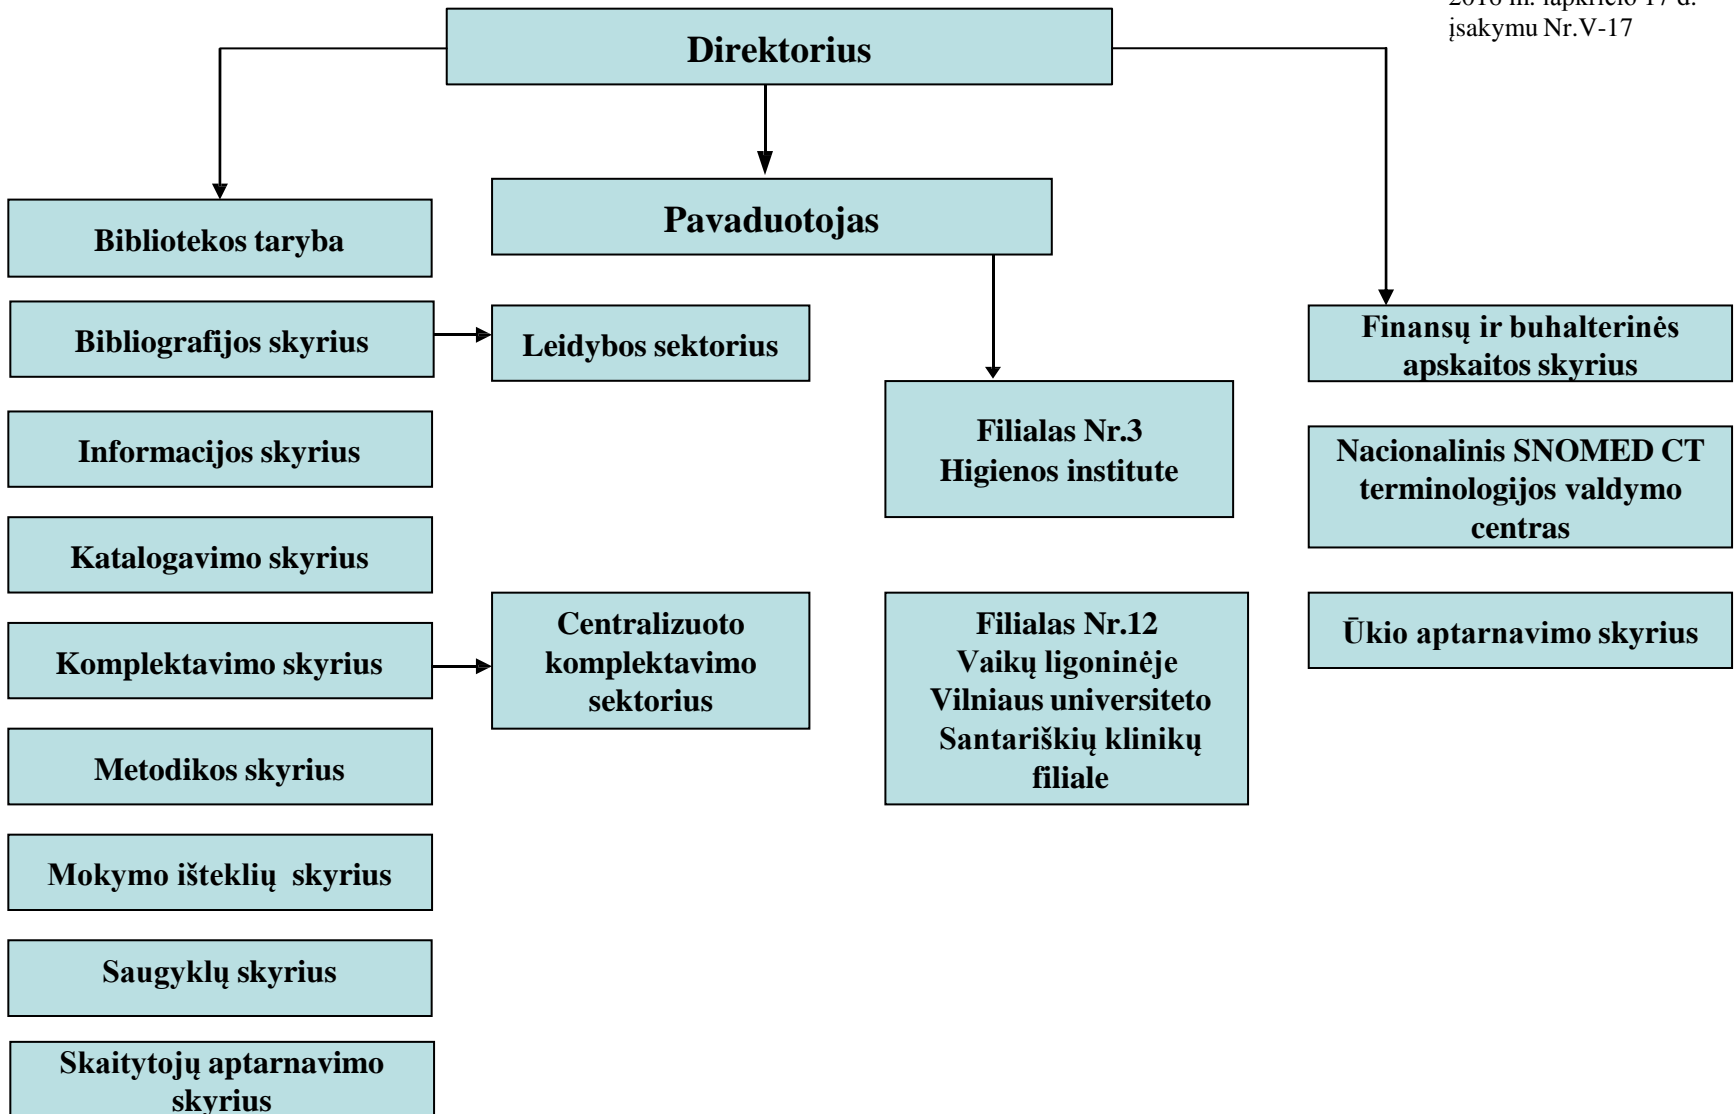 įsakymu Nr.V-17
Direktorius
Pavaduotojas
Bibliotekos taryba
Bibliografijos skyrius
Leidybos sektorius
Finansų ir buhalterinės
apskaitos skyrius
Informacijos skyrius
Filialas Nr.3
Higienos institute
Nacionalinis SNOMED CT
terminologijos valdymo
centras
Katalogavimo skyrius
Komplektavimo skyrius
Centralizuoto
komplektavimo
sektorius
Filialas Nr.12
Vaikų ligoninėje
Vilniaus universiteto
Santariškių klinikų
filiale
Ūkio aptarnavimo skyrius
Metodikos skyrius
Mokymo išteklių skyrius
Saugyklų skyrius
Skaitytojų aptarnavimo
skyrius